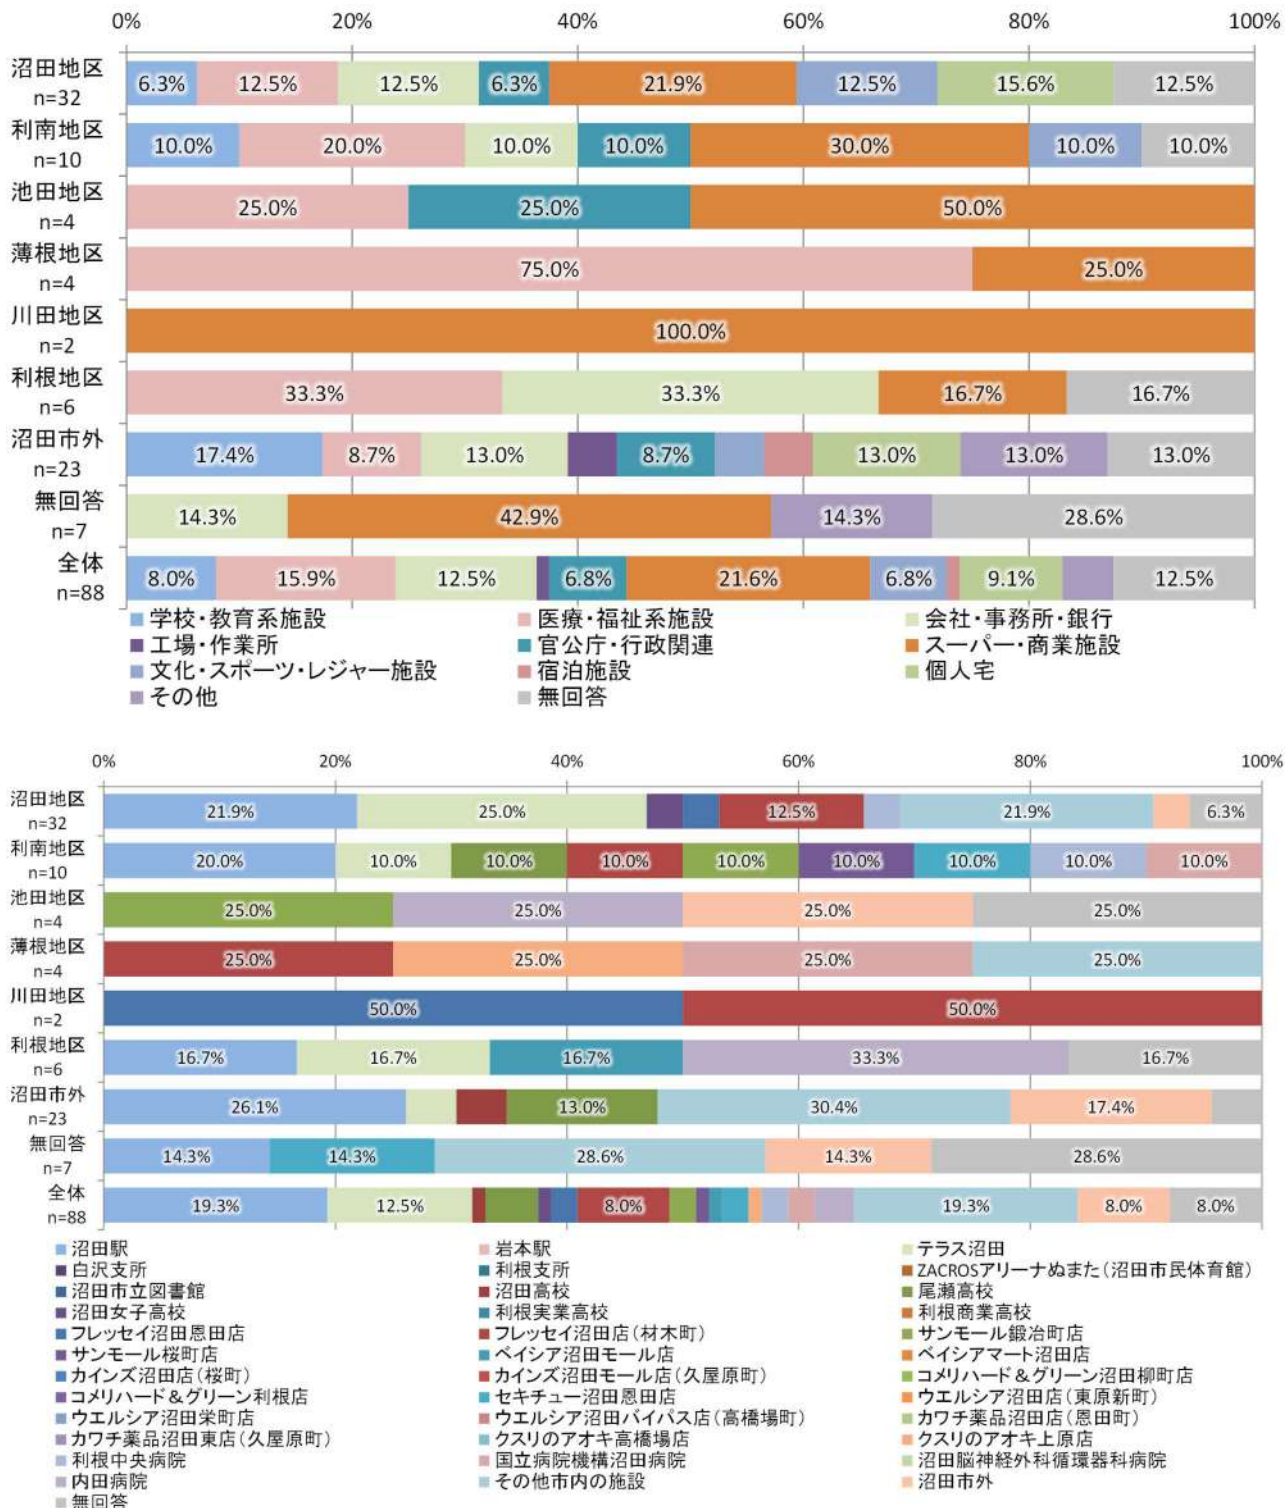 0% 20% 40% 60% 80% 100%
沼田地区
n=32
6.3% 12.5% 12.5% 6.3% 21.9% 12.5% 15.6% 12.5%
利南地区
n=10
10.0% 20.0% 10.0% 10.0% 30.0% 10.0% 10.0%
池田地区
n=4
25.0% 25.0% 50.0%
薄根地区
n=4
75.0% 25.0%
川田地区
n=2
100.0%
利根地区
n=6
33.3% 33.3% 16.7% 16.7%
沼田市外
n=23
17.4% 8.7% 13.0% 8.7% 13.0% 13.0% 13.0%
無回答
n=7
14.3% 42.9% 14.3% 28.6%
全体
n=88
8.0% 15.9% 12.5% 6.8% 21.6% 6.8% 9.1% 12.5%
学校・教育系施設 医療・福祉系施設 会社・事務所・銀行
工場・作業所 官公庁・行政関連 スーパー・商業施設
文化・スポーツ・レジャー施設 宿泊施設 個人宅
その他 無回答
0% 20% 40% 60% 80% 100%
沼田地区
n=32
21.9% 25.0% 12.5% 21.9% 6.3%
利南地区
n=10
20.0% 10.0% 10.0% 10.0% 10.0% 10.0% 10.0% 10.0% 10.0%
池田地区
n=4
25.0% 25.0% 25.0% 25.0%
薄根地区
n=4
25.0% 25.0% 25.0% 25.0%
川田地区
n=2
50.0% 50.0%
利根地区
n=6
16.7% 16.7% 16.7% 33.3% 16.7%
沼田市外
n=23
26.1% 13.0% 30.4% 17.4%
無回答
n=7
14.3% 14.3% 28.6% 14.3% 28.6%
全体
n=88
19.3% 12.5% 8.0% 19.3% 8.0% 8.0%
沼田駅 岩本駅 テラス沼田
白沢支所 利根支所 ZACROSアリーナぬまた（沼田市民体育館）
沼田市立図書館 沼田高校 尾瀬高校
沼田女子高校 利根実業高校 利根商業高校
フレッセイ沼田恩田店 フレッセイ沼田店（材木町） サンモール鍛冶町店
サンモール桜町店 ベイシア沼田モール店 ベイシアマート沼田店
カインズ沼田店（桜町） カインズ沼田モール店（久屋原町） コメリハード＆グリーン沼田柳町店
コメリハード＆グリーン利根店 セキチュー沼田恩田店 ウエルシア沼田店（東原新町）
ウエルシア沼田栄町店 ウエルシア沼田バイパス店（高橋場町） カワチ薬品沼田店（恩田町）
カワチ薬品沼田東店（久屋原町） クスリのアオキ高橋場店 クスリのアオキ上原店
利根中央病院 国立病院機構沼田病院 沼田脳神経外科循環器科病院
内田病院 その他市内の施設 沼田市外
無回答